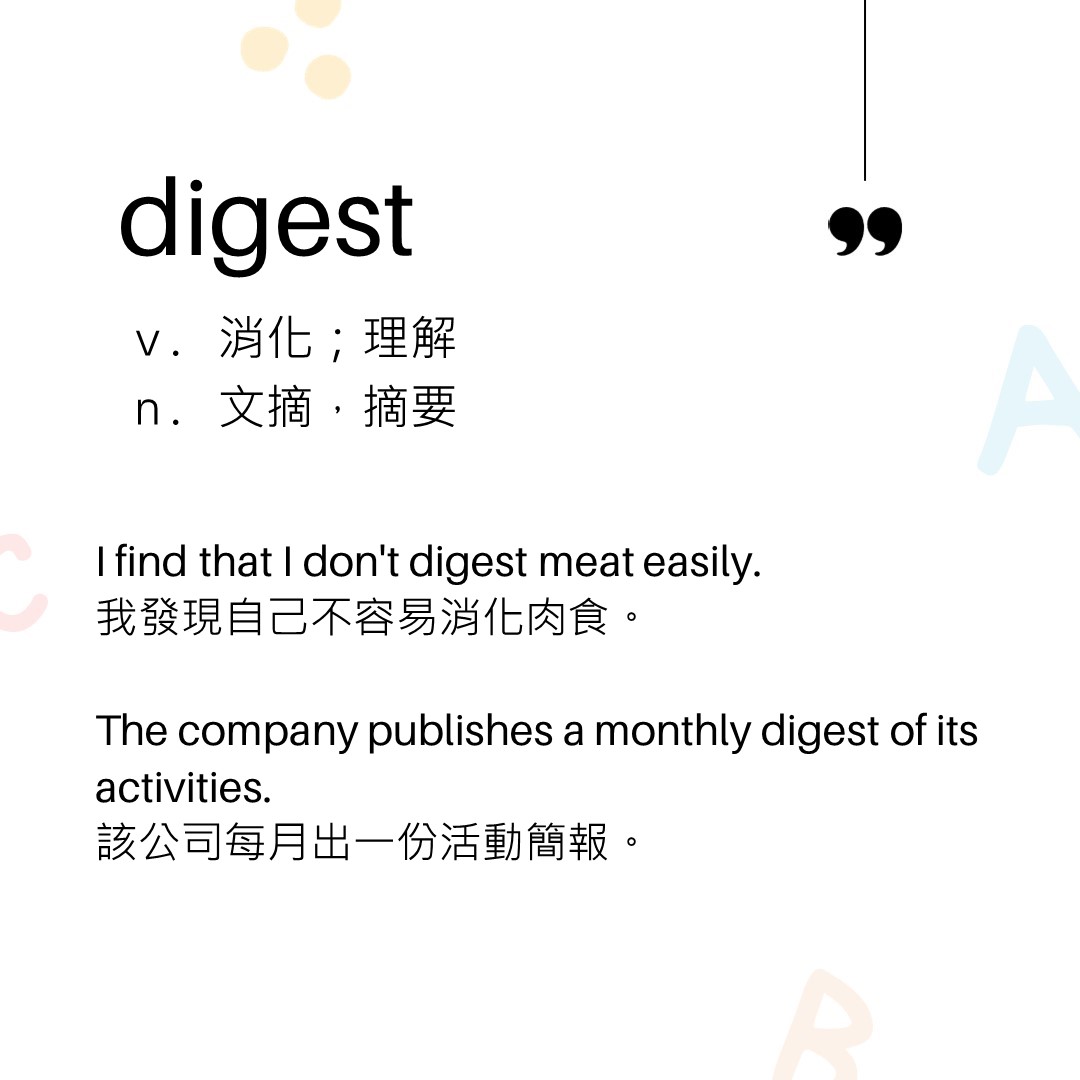 digest
v. 消化；理解
n. 文摘，摘要
I find that I don't digest meat easily.
我發現自己不容易消化肉食。
The company publishes a monthly digest of its
activities.
該公司每月出一份活動簡報。
A
C
B